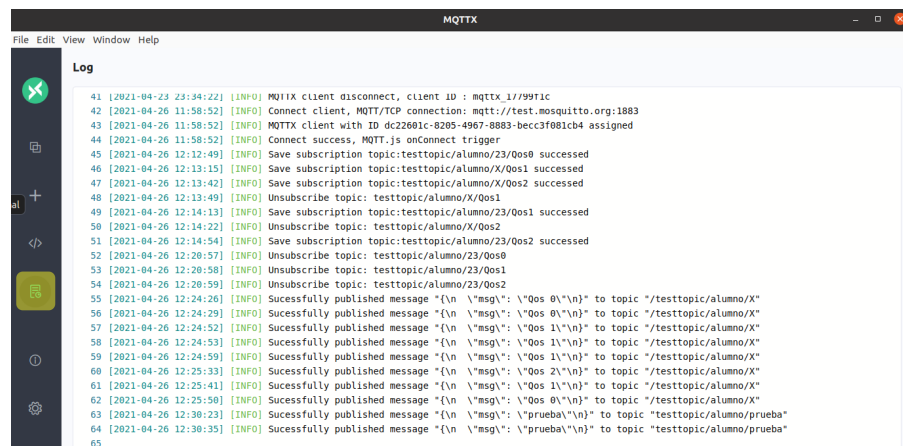 MQTTX
File Edit View Window Help
Log
41 [2021-04-23 23:34:22] [INFO] MQTTX client disconnect, client ID : mqttx_17799f1c
42 [2021-04-26 11:58:52] [INFO] Connect client, MQTT/TCP connection: mqtt://test.mosquitto.org:1883
43 [2021-04-26 11:58:52] [INFO] MQTTX client with ID dc22601c-8205-4967-8883-becc3f081cb4 assigned
44 [2021-04-26 11:58:52] [INFO] Connect success, MQTT.js onConnect trigger
45 [2021-04-26 12:12:49] [INFO] Save subscription topic:testtopic/alumno/23/Qos0 successed
46 [2021-04-26 12:13:15] [INFO] Save subscription topic:testtopic/alumno/X/Qos1 successed
47 [2021-04-26 12:13:42] [INFO] Save subscription topic:testtopic/alumno/X/Qos2 successed
48 [2021-04-26 12:13:49] [INFO] Unsubscribe topic: testtopic/alumno/X/Qos1
49 [2021-04-26 12:14:13] [INFO] Save subscription topic:testtopic/alumno/23/Qos1 successed
50 [2021-04-26 12:14:22] [INFO] Unsubscribe topic: testtopic/alumno/X/Qos2
51 [2021-04-26 12:14:54] [INFO] Save subscription topic:testtopic/alumno/23/Qos2 successed
52 [2021-04-26 12:20:57] [INFO] Unsubscribe topic: testtopic/alumno/23/Qos0
53 [2021-04-26 12:20:58] [INFO] Unsubscribe topic: testtopic/alumno/23/Qos1
54 [2021-04-26 12:20:59] [INFO] Unsubscribe topic: testtopic/alumno/23/Qos2
55 [2021-04-26 12:24:26] [INFO] Sucessfully published message "{\n  \"msg\": \"Qos 0\"\n}" to topic "/testtopic/alumno/X"
56 [2021-04-26 12:24:29] [INFO] Sucessfully published message "{\n  \"msg\": \"Qos 0\"\n}" to topic "/testtopic/alumno/X"
57 [2021-04-26 12:24:52] [INFO] Sucessfully published message "{\n  \"msg\": \"Qos 1\"\n}" to topic "/testtopic/alumno/X"
58 [2021-04-26 12:24:53] [INFO] Sucessfully published message "{\n  \"msg\": \"Qos 1\"\n}" to topic "/testtopic/alumno/X"
59 [2021-04-26 12:24:59] [INFO] Sucessfully published message "{\n  \"msg\": \"Qos 1\"\n}" to topic "/testtopic/alumno/X"
60 [2021-04-26 12:25:33] [INFO] Sucessfully published message "{\n  \"msg\": \"Qos 2\"\n}" to topic "/testtopic/alumno/X"
61 [2021-04-26 12:25:41] [INFO] Sucessfully published message "{\n  \"msg\": \"Qos 1\"\n}" to topic "/testtopic/alumno/X"
62 [2021-04-26 12:25:50] [INFO] Sucessfully published message "{\n  \"msg\": \"Qos 0\"\n}" to topic "/testtopic/alumno/X"
63 [2021-04-26 12:30:23] [INFO] Sucessfully published message "{\n  \"msg\": \"prueba\"\n}" to topic "testtopic/alumno/prueba"
64 [2021-04-26 12:30:35] [INFO] Sucessfully published message "{\n  \"msg\": \"prueba\"\n}" to topic "testtopic/alumno/prueba"
65
al